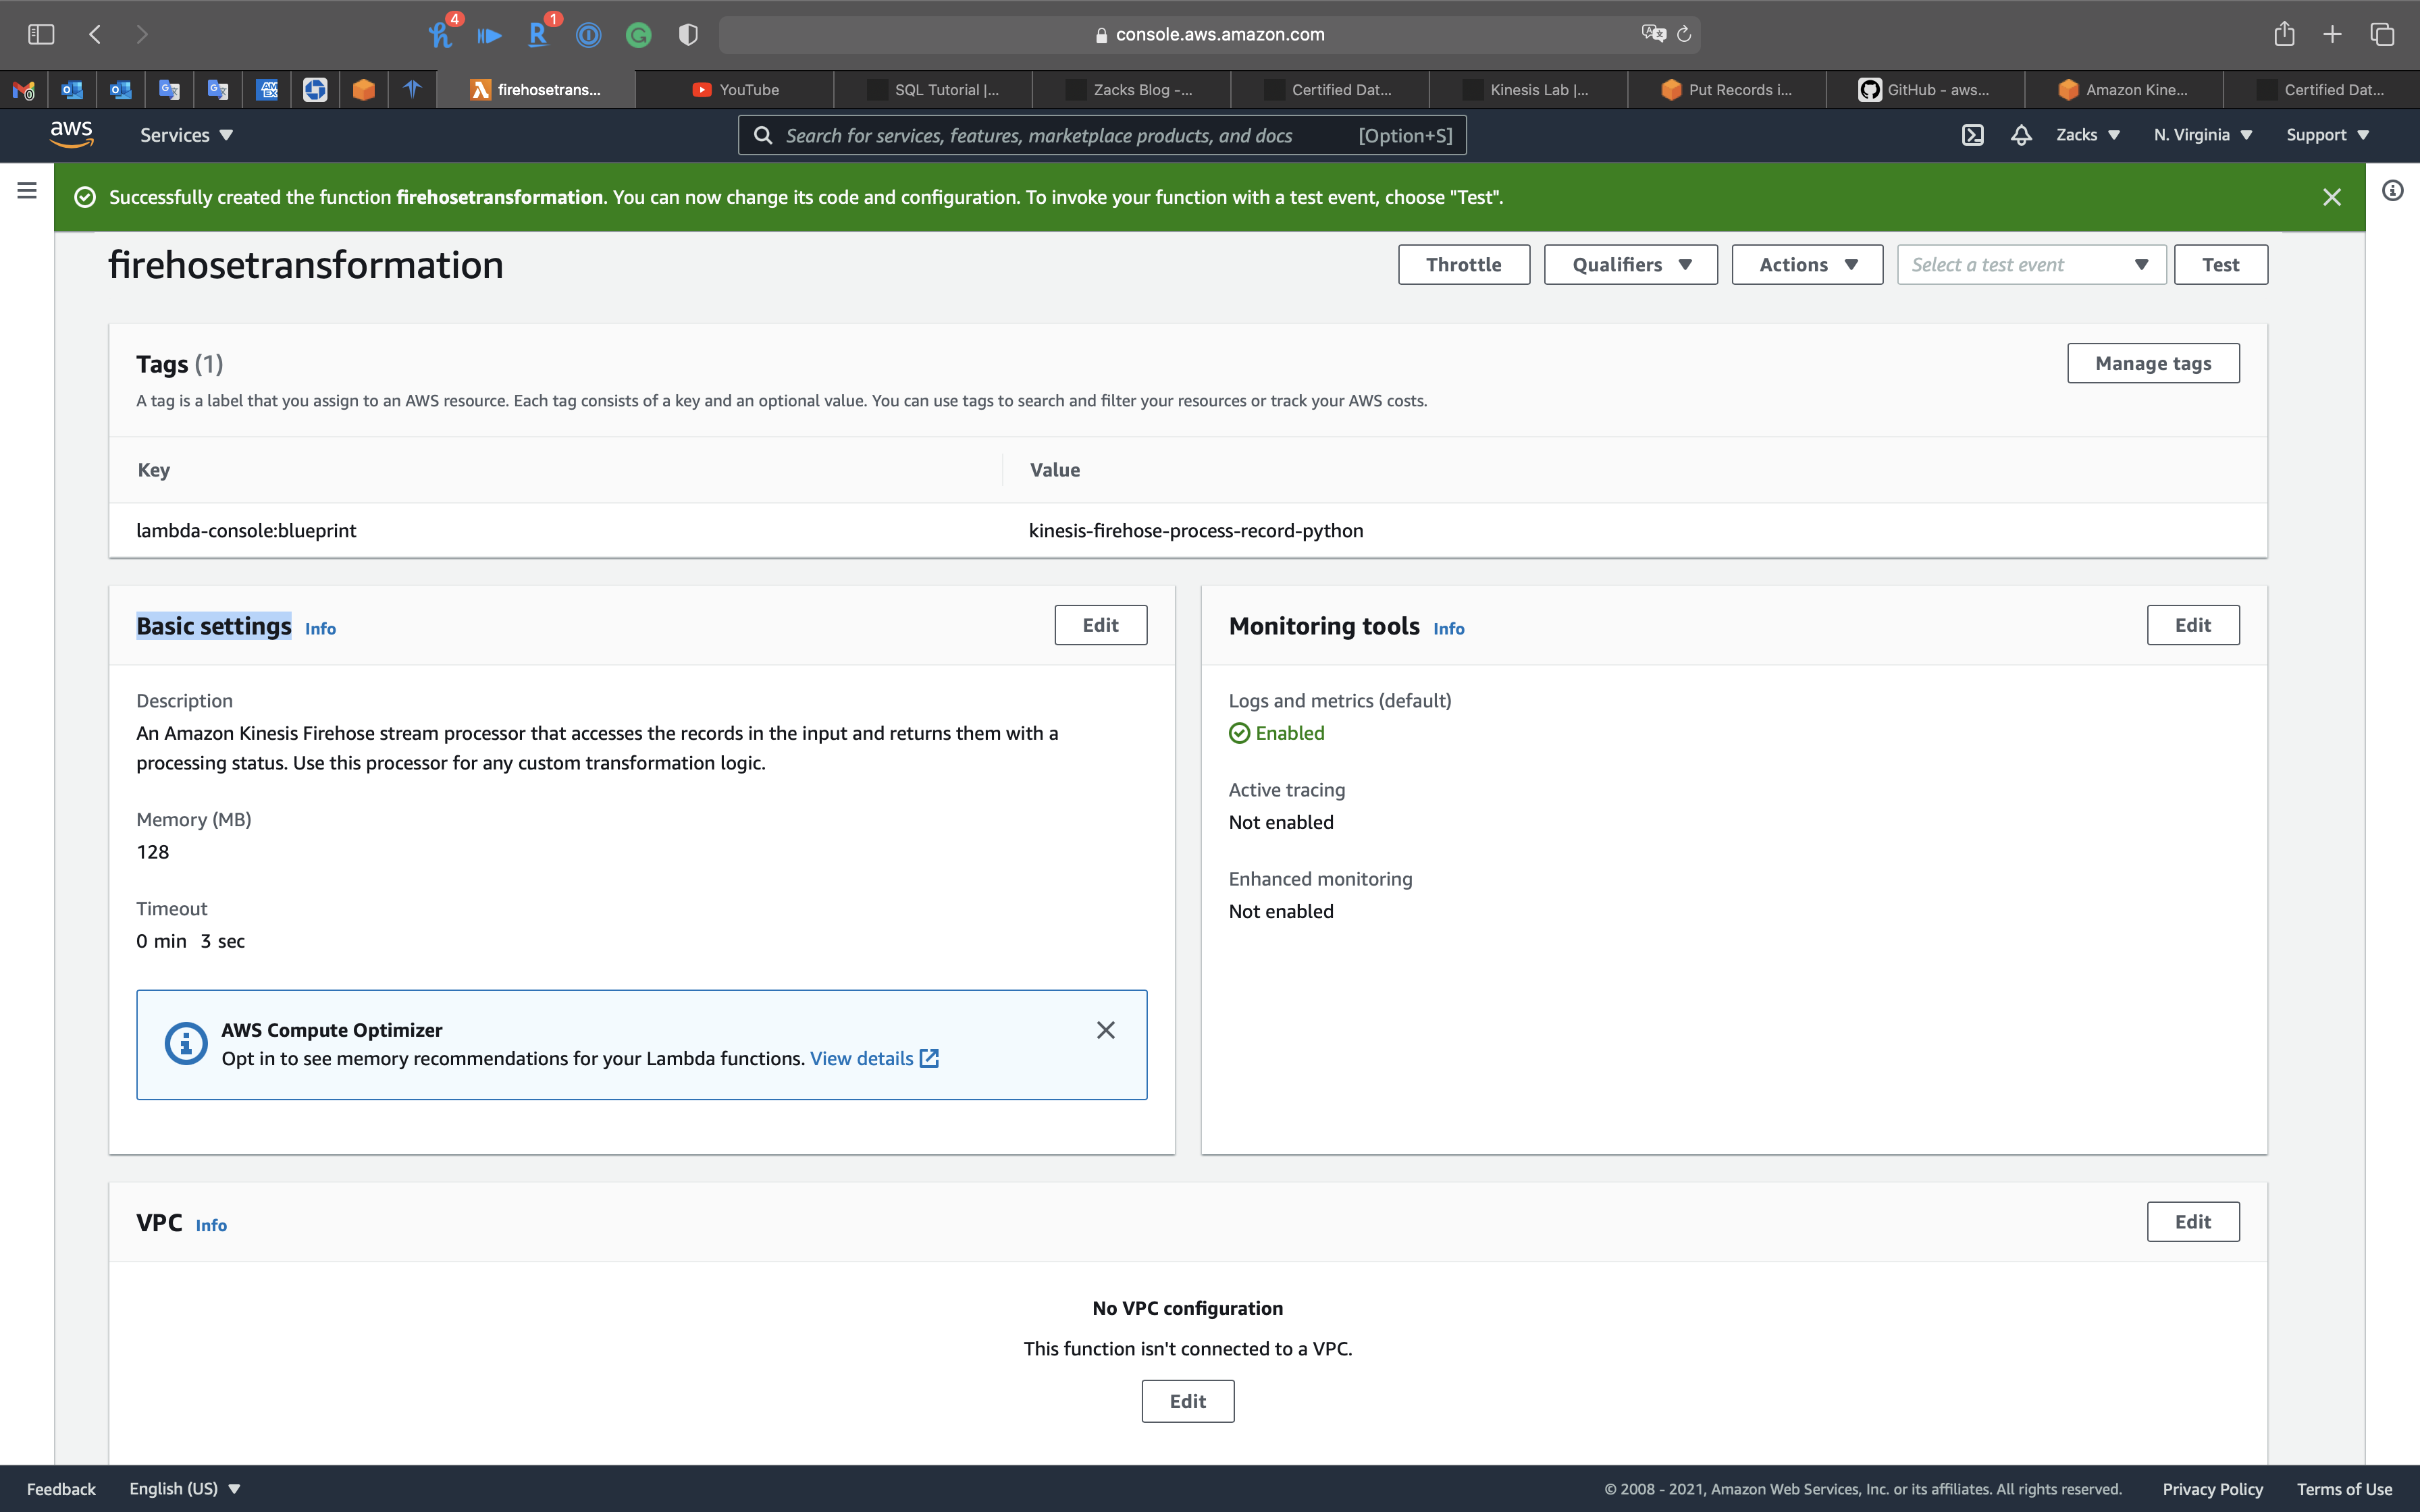 4
1
console.aws.amazon.com
firehosetrans...
YouTube
SQL Tutorial |...
Zacks Blog -...
Certified Dat...
Kinesis Lab |...
Put Records i...
GitHub - aws...
Amazon Kine...
Certified Dat...
aws
Services
Search for services, features, marketplace products, and docs
[Option+S]
Zacks
N. Virginia
Support
Successfully created the function firehosetransformation. You can now change its code and configuration. To invoke your function with a test event, choose "Test".
firehosetransformation
Throttle
Qualifiers
Actions
Select a test event
Test
Tags (1)
Manage tags
A tag is a label that you assign to an AWS resource. Each tag consists of a key and an optional value. You can use tags to search and filter your resources or track your AWS costs.
Key
Value
lambda-console:blueprint
kinesis-firehose-process-record-python
Basic settings Info
Edit
Description
An Amazon Kinesis Firehose stream processor that accesses the records in the input and returns them with a
processing status. Use this processor for any custom transformation logic.
Memory (MB)
128
Timeout
0 min 3 sec
AWS Compute Optimizer
Opt in to see memory recommendations for your Lambda functions. View details
Monitoring tools Info
Edit
Logs and metrics (default)
Enabled
Active tracing
Not enabled
Enhanced monitoring
Not enabled
VPC Info
Edit
No VPC configuration
This function isn't connected to a VPC.
Edit
Feedback
English (US)
© 2008 - 2021, Amazon Web Services, Inc. or its affiliates. All rights reserved.
Privacy Policy
Terms of Use